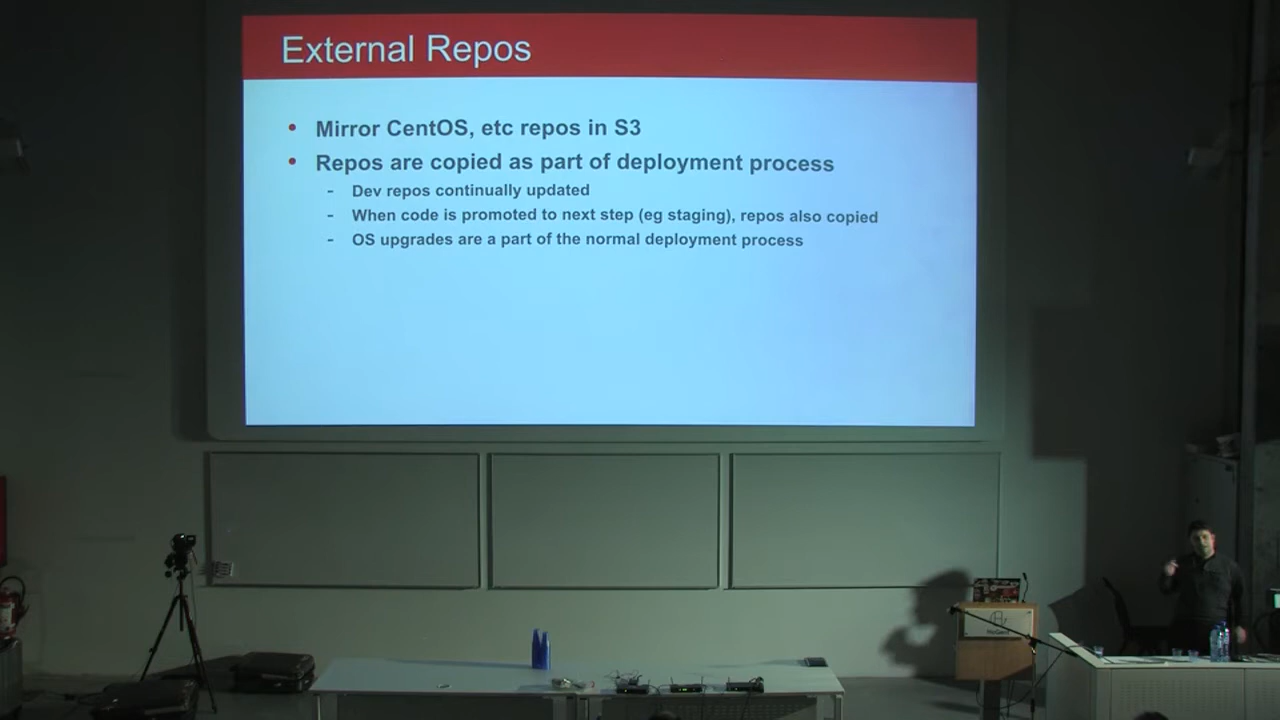 External Repos
• Mirror CentOS, etc repos in S3
• Repos are copied as part of deployment process
- Dev repos continually updated
- When code is promoted to next step (eg staging), repos also copied
- OS upgrades are a part of the normal deployment process